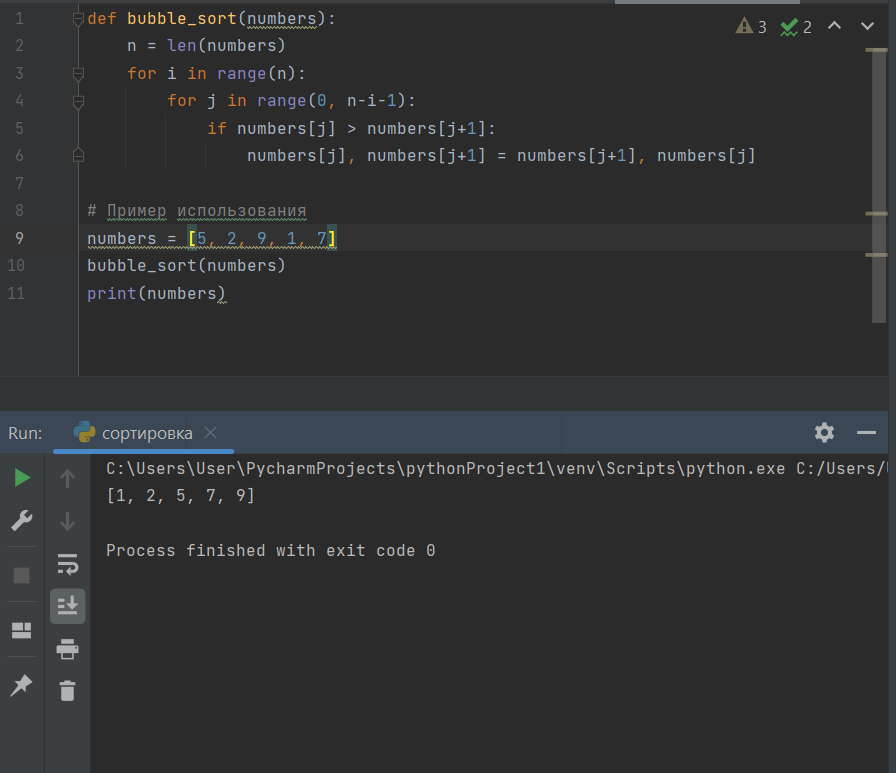 1 def bubble_sort(numbers):
2 n = len(numbers)
3 for i in range(n):
4 for j in range(0, n-i-1):
5 if numbers[j] > numbers[j+1]:
6 numbers[j], numbers[j+1] = numbers[j+1], numbers[j]
7
8 # Пример использования
9 numbers = [5, 2, 9, 1, 7]
10 bubble_sort(numbers)
11 print(numbers)
3 2
Run: сортировка
C:\Users\User\PycharmProjects\pythonProject1\venv\Scripts\python.exe C:/Users/
[1, 2, 5, 7, 9]
Process finished with exit code 0